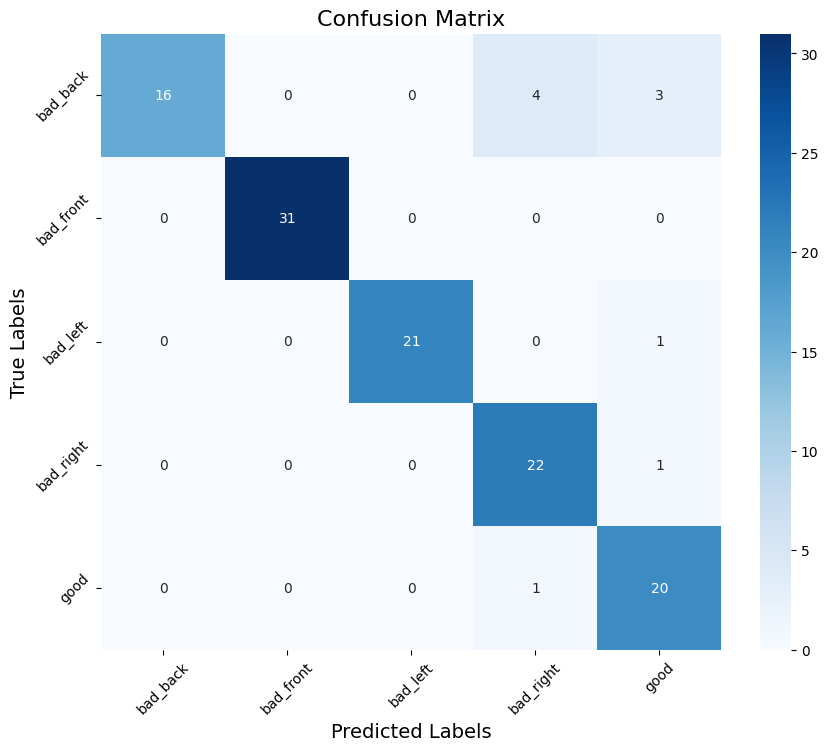 Confusion Matrix
True Labels
bad_back 16 0 0 4 3
bad_front 0 31 0 0 0
bad_left 0 0 21 0 1
bad_right 0 0 0 22 1
good 0 0 0 1 20
bad_back bad_front bad_left bad_right good
Predicted Labels
30
25
20
15
10
5
0